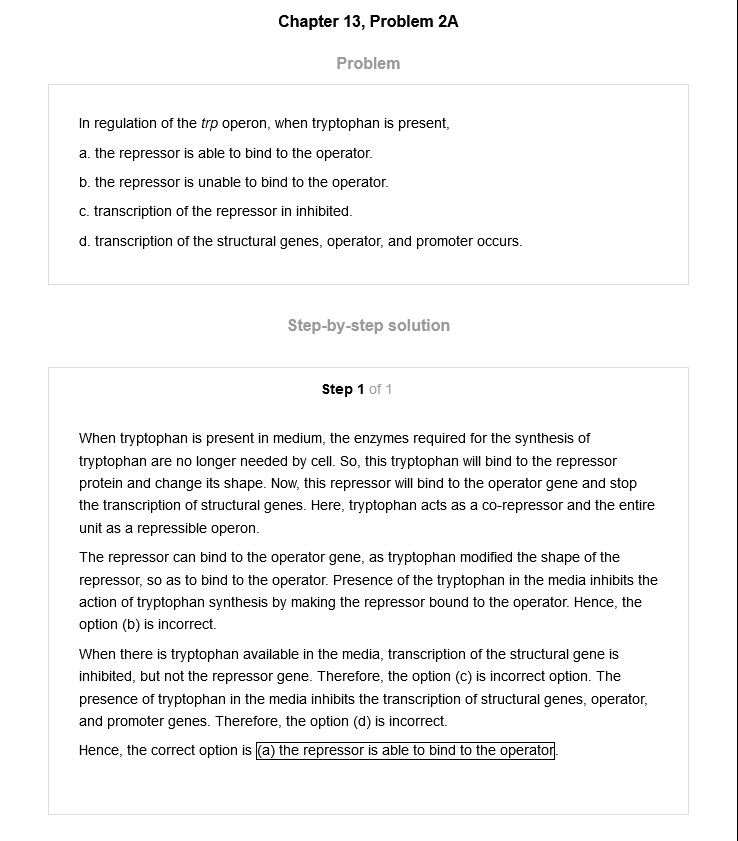 Chapter 13, Problem 2A
Problem
In regulation of the trp operon, when tryptophan is present,
a. the repressor is able to bind to the operator.
b. the repressor is unable to bind to the operator.
c. transcription of the repressor in inhibited.
d. transcription of the structural genes, operator, and promoter occurs.
Step-by-step solution
Step 1 of 1
When tryptophan is present in medium, the enzymes required for the synthesis of
tryptophan are no longer needed by cell. So, this tryptophan will bind to the repressor
protein and change its shape. Now, this repressor will bind to the operator gene and stop
the transcription of structural genes. Here, tryptophan acts as a co-repressor and the entire
unit as a repressible operon.
The repressor can bind to the operator gene, as tryptophan modified the shape of the
repressor, so as to bind to the operator. Presence of the tryptophan in the media inhibits the
action of tryptophan synthesis by making the repressor bound to the operator. Hence, the
option (b) is incorrect.
When there is tryptophan available in the media, transcription of the structural gene is
inhibited, but not the repressor gene. Therefore, the option (c) is incorrect option. The
presence of tryptophan in the media inhibits the transcription of structural genes, operator,
and promoter genes. Therefore, the option (d) is incorrect.
Hence, the correct option is (a) the repressor is able to bind to the operator.